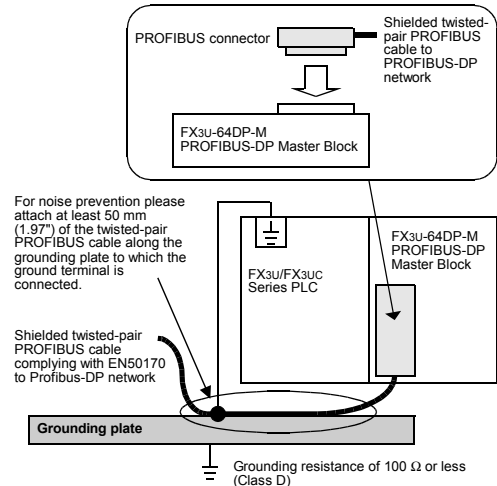 PROFIBUS connector
Shielded twisted-
pair PROFIBUS
cable to
PROFIBUS-DP
network
FX3U-64DP-M
PROFIBUS-DP Master Block
For noise prevention please
attach at least 50 mm
(1.97") of the twisted-pair
PROFIBUS cable along the
grounding plate to which the
ground terminal is
connected.
FX3U/FX3UC
Series PLC
FX3U-64DP-M
PROFIBUS-DP
Master Block
Shielded twisted-pair
PROFIBUS cable
complying with EN50170
to Profibus-DP network
Grounding plate
Grounding resistance of 100 Ω or less
(Class D)